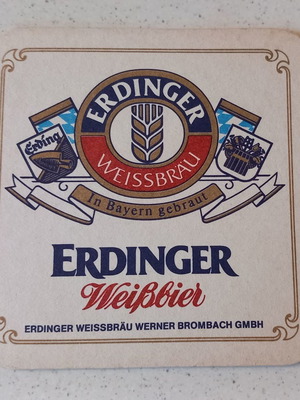 ERDINGER
Erding
WEISSBRÄU
In Bayern gebraut
ERDINGER
Weißbier
ERDINGER WEISSBRÄU WERNER BROMBACH GMBH